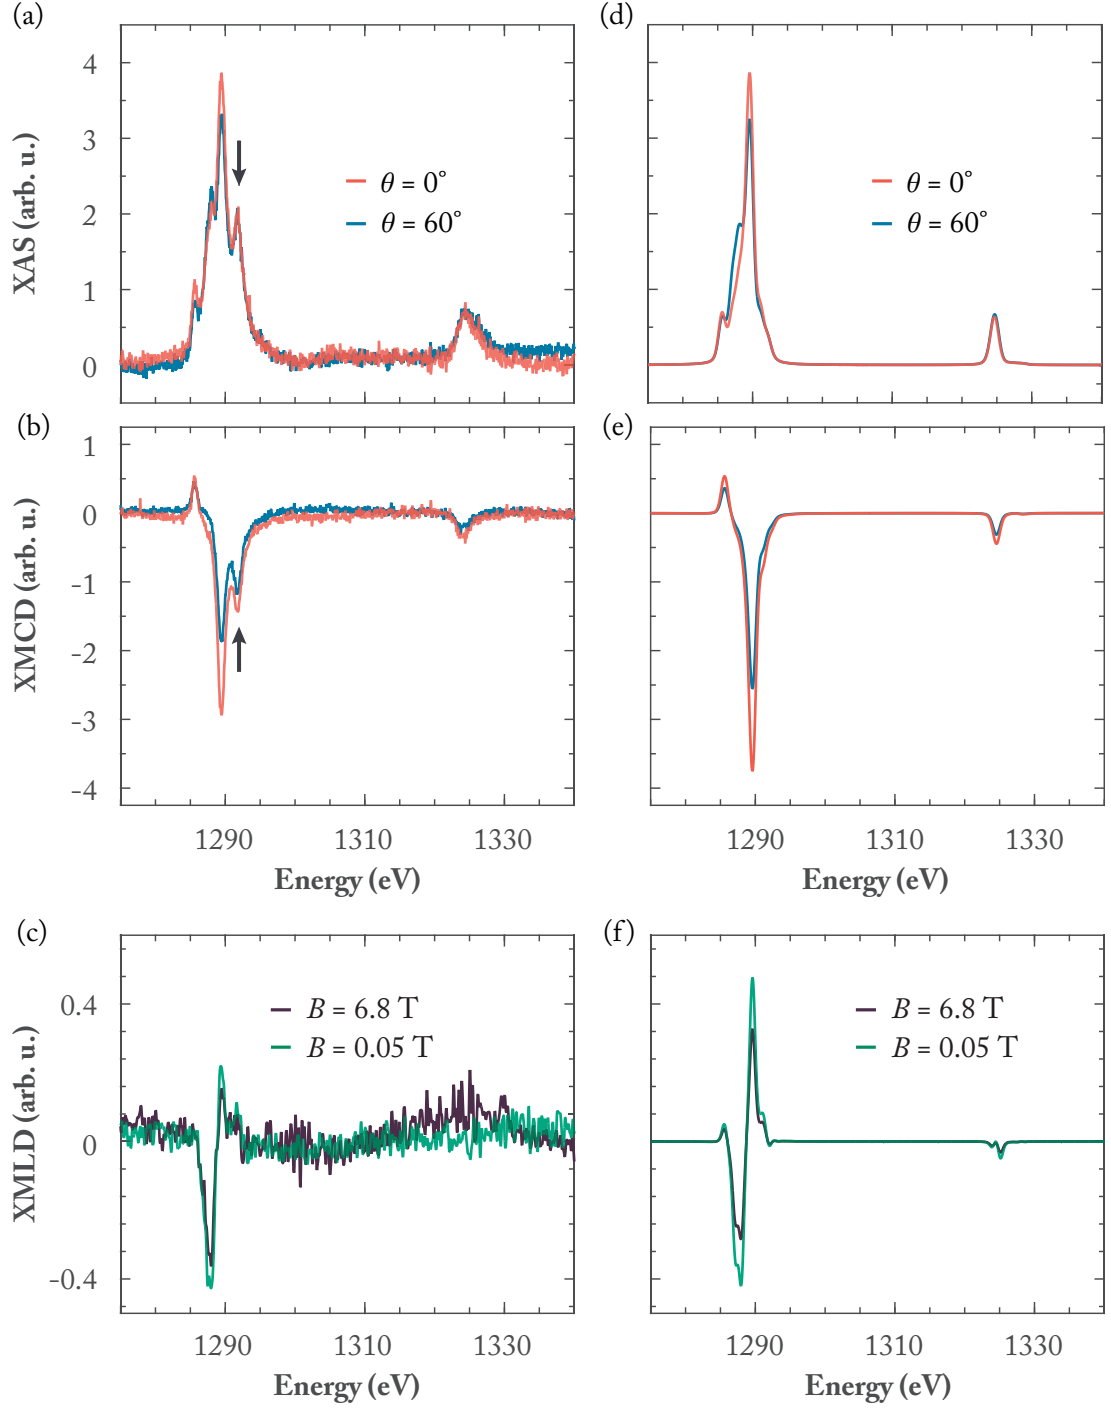 (a)
XAS (arb. u.)
4
3
2
1
0
θ = 0°
θ = 60°
(d)
θ = 0°
θ = 60°
(b)
XMCD (arb. u.)
1
0
-1
-2
-3
-4
1290 1310 1330
Energy (eV)
(e)
1290 1310 1330
Energy (eV)
(c)
XMLD (arb. u.)
0.4
0
-0.4
B = 6.8 T
B = 0.05 T
1290 1310 1330
Energy (eV)
(f)
B = 6.8 T
B = 0.05 T
1290 1310 1330
Energy (eV)